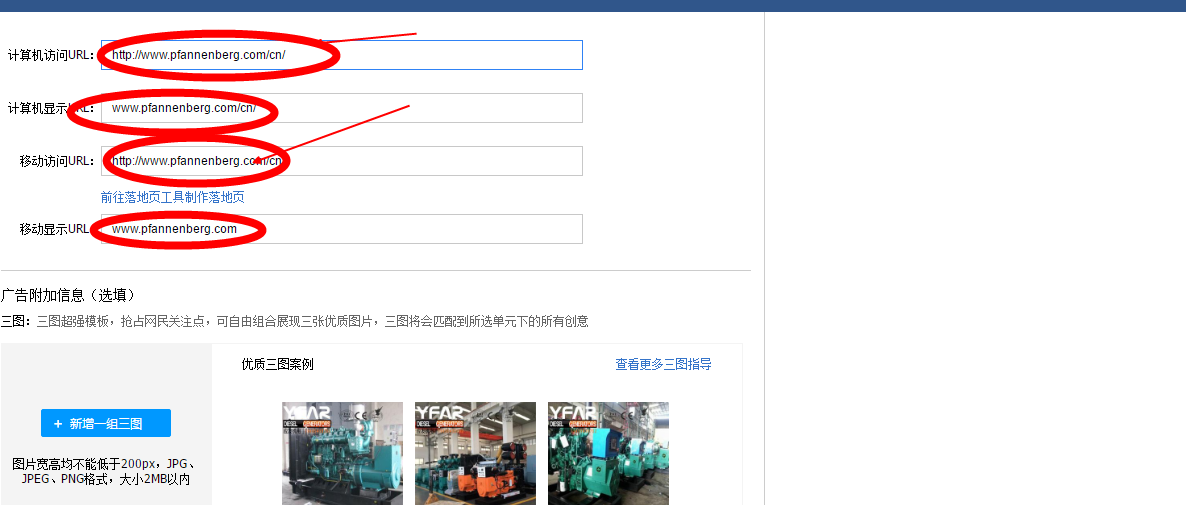 计算机访问URL： http://www.pfannenberg.com/cn/
计算机显示URL： www.pfannenberg.com/cn/
移动访问URL： http://www.pfannenberg.com/cn
前往落地页工具制作落地页
移动显示URL www.pfannenberg.com
广告附加信息（选填）
三图：三图超强模板，抢占网民关注点，可自由组合展现三张优质图片，三图将会匹配到所选单元下的所有创意
优质三图案例 查看更多三图指导
+ 新增一组三图
图片宽高均不能低于200px，JPG、
JPEG、PNG格式，大小2MB以内
YFAR
DIESEL GENERATORS
YFAR
DIESEL GENERATORS
YFAR
DIESEL GENERATORS